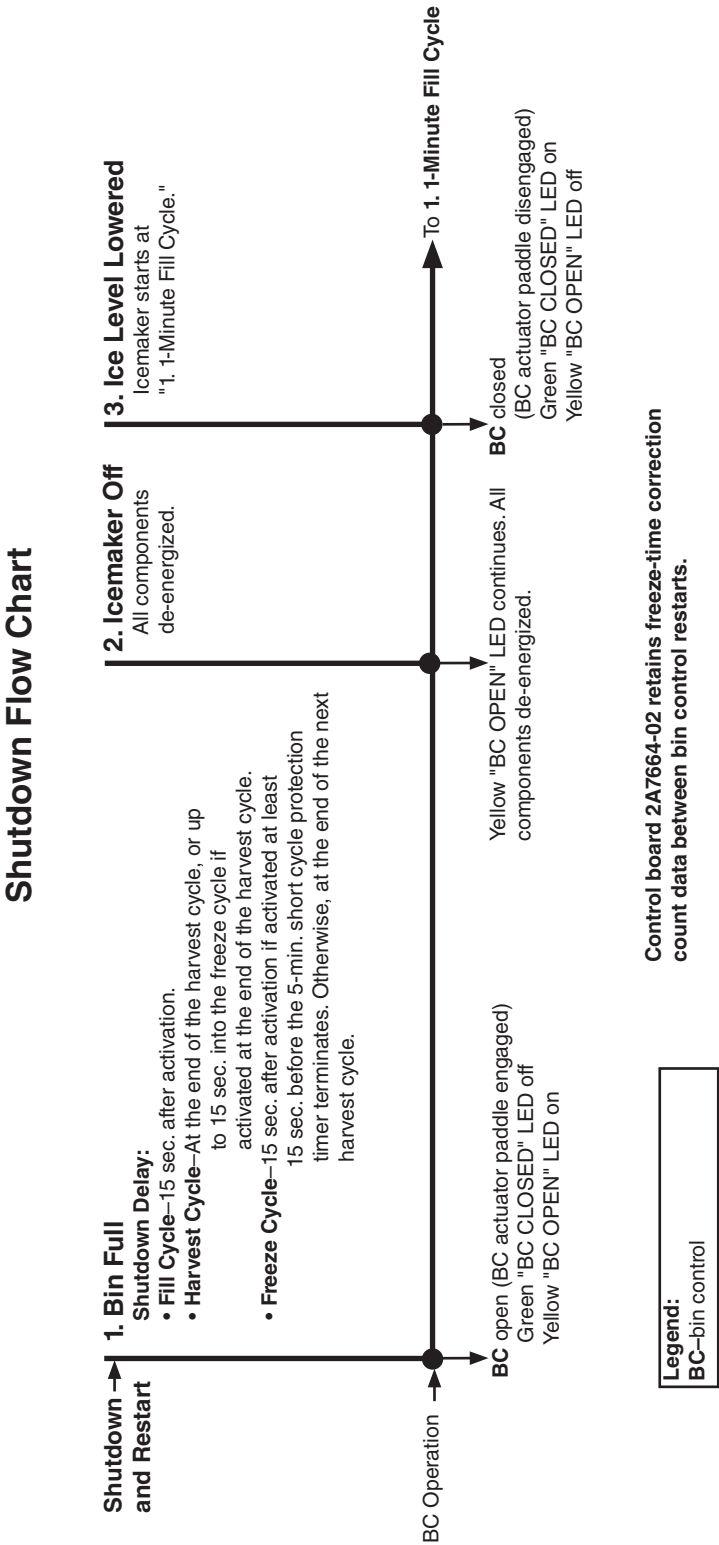 Shutdown Flow Chart
Shutdown
and Restart
1. Bin Full
Shutdown Delay:
• Fill Cycle–15 sec. after activation.
• Harvest Cycle–At the end of the harvest cycle, or up
to 15 sec. into the freeze cycle if
activated at the end of the harvest cycle.
• Freeze Cycle–15 sec. after activation if activated at least
15 sec. before the 5-min. short cycle protection
timer terminates. Otherwise, at the end of the next
harvest cycle.
2. Icemaker Off
All components
de-energized.
3. Ice Level Lowered
Icemaker starts at
"1. 1-Minute Fill Cycle."
BC Operation
To 1. 1-Minute Fill Cycle
BC open (BC actuator paddle engaged)
Green "BC CLOSED" LED off
Yellow "BC OPEN" LED on
Yellow "BC OPEN" LED continues. All
components de-energized.
BC closed
(BC actuator paddle disengaged)
Green "BC CLOSED" LED on
Yellow "BC OPEN" LED off
Legend:
BC–bin control
Control board 2A7664-02 retains freeze-time correction
count data between bin control restarts.